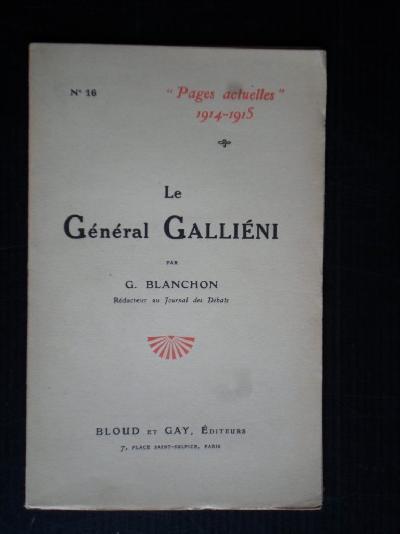 N° 16
"Pages actuelles"
1914-1915
Le
Général GALLIÉNI
PAR
G. BLANCHON
Rédacteur au Journal des Débats
BLOUD ET GAY, ÉDITEURS
7, PLACE SAINT-SULPICE, PARIS